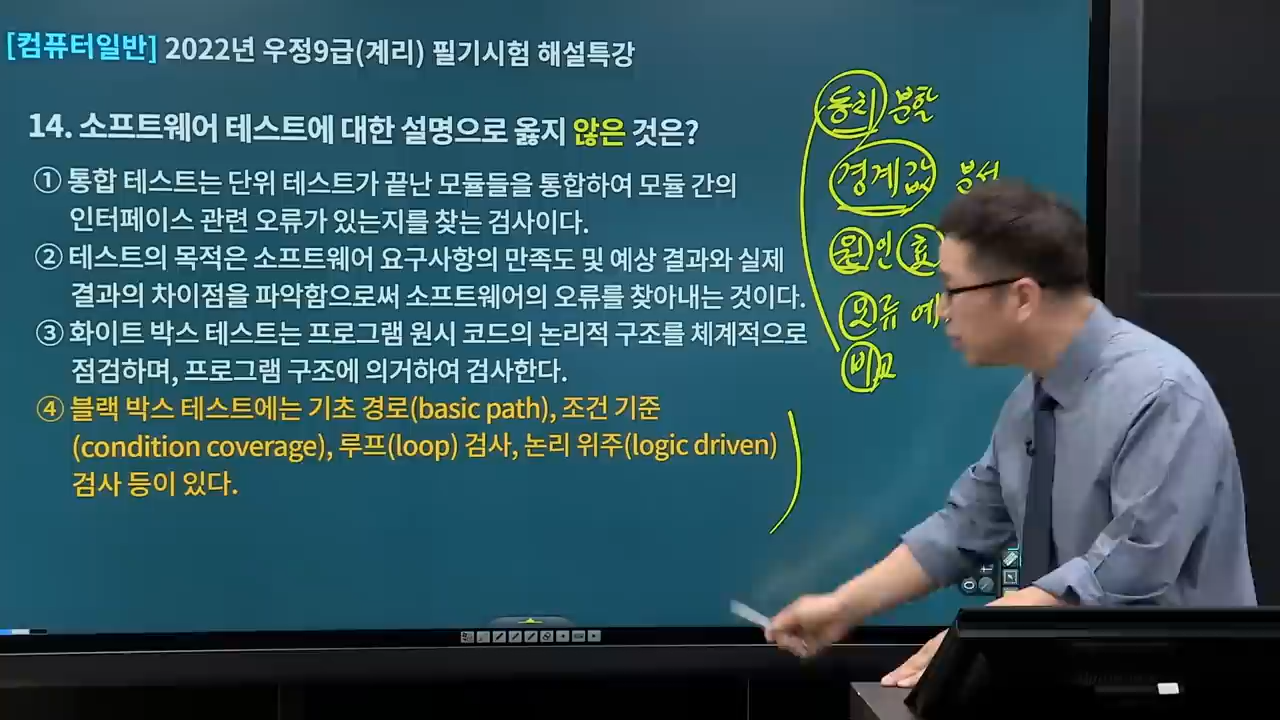 [컴퓨터일반] 2022년 우정9급(계리) 필기시험 해설특강
14. 소프트웨어 테스트에 대한 설명으로 옳지 않은 것은?
① 통합 테스트는 단위 테스트가 끝난 모듈들을 통합하여 모듈 간의
인터페이스 관련 오류가 있는지를 찾는 검사이다.
② 테스트의 목적은 소프트웨어 요구사항의 만족도 및 예상 결과와 실제
결과의 차이점을 파악함으로써 소프트웨어의 오류를 찾아내는 것이다.
③ 화이트 박스 테스트는 프로그램 원시 코드의 논리적 구조를 체계적으로
점검하며, 프로그램 구조에 의거하여 검사한다.
④ 블랙 박스 테스트에는 기초 경로(basic path), 조건 기준
(condition coverage), 루프(loop) 검사, 논리 위주(logic driven)
검사 등이 있다.
동치 분할
경계값 분석
원인 효
오류 예
비교